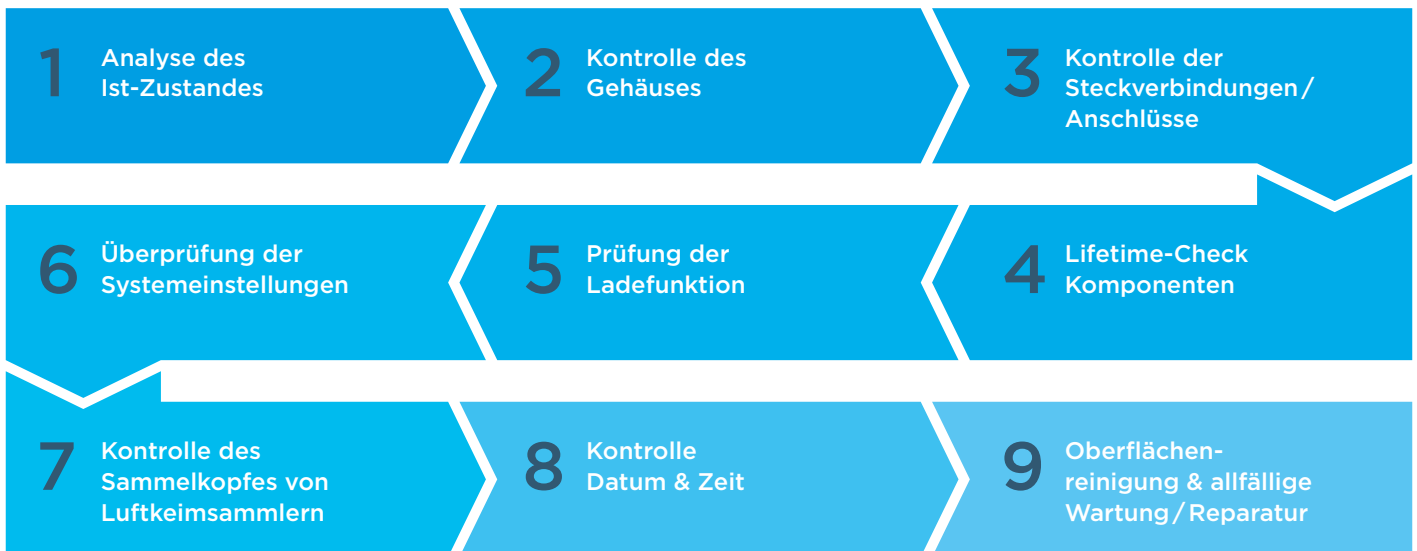 1
Analyse des
Ist-Zustandes
2
Kontrolle des
Gehäuses
3
Kontrolle der
Steckverbindungen/
Anschlüsse
4
Lifetime-Check
Komponenten
5
Prüfung der
Ladefunktion
6
Überprüfung der
Systemeinstellungen
7
Kontrolle des
Sammelkopfes von
Luftkeimsammlern
8
Kontrolle
Datum & Zeit
9
Oberflächen-
reinigung & allfällige
Wartung/Reparatur